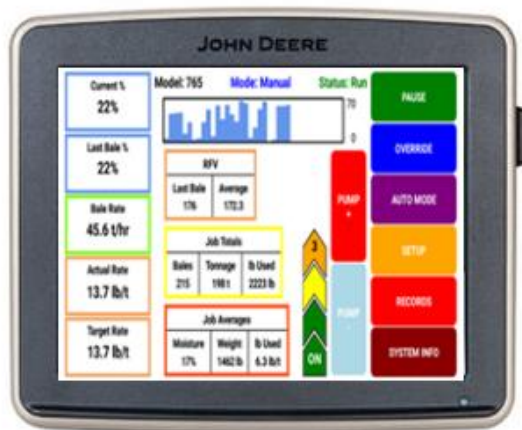 JOHN DEERE
Model: 765 Mode: Manual Status: Run
Current %
22%
Last Bale %
22%
Bale Rate
45.6 t/hr
Actual Rate
13.7 lb/t
Target Rate
13.7 lb/t
70
0
RFV
Last Bale Average
176 172.3
Job Totals
Bales Tonnage lb Used
215 198 t 2223 lb
Job Averages
Moisture Weight lb Used
17% 1462 lb 6.3 lb/t
3
ON
PUMP
+
PUMP
-
PAUSE
OVERRIDE
AUTO MODE
SETUP
RECORDS
SYSTEM INFO